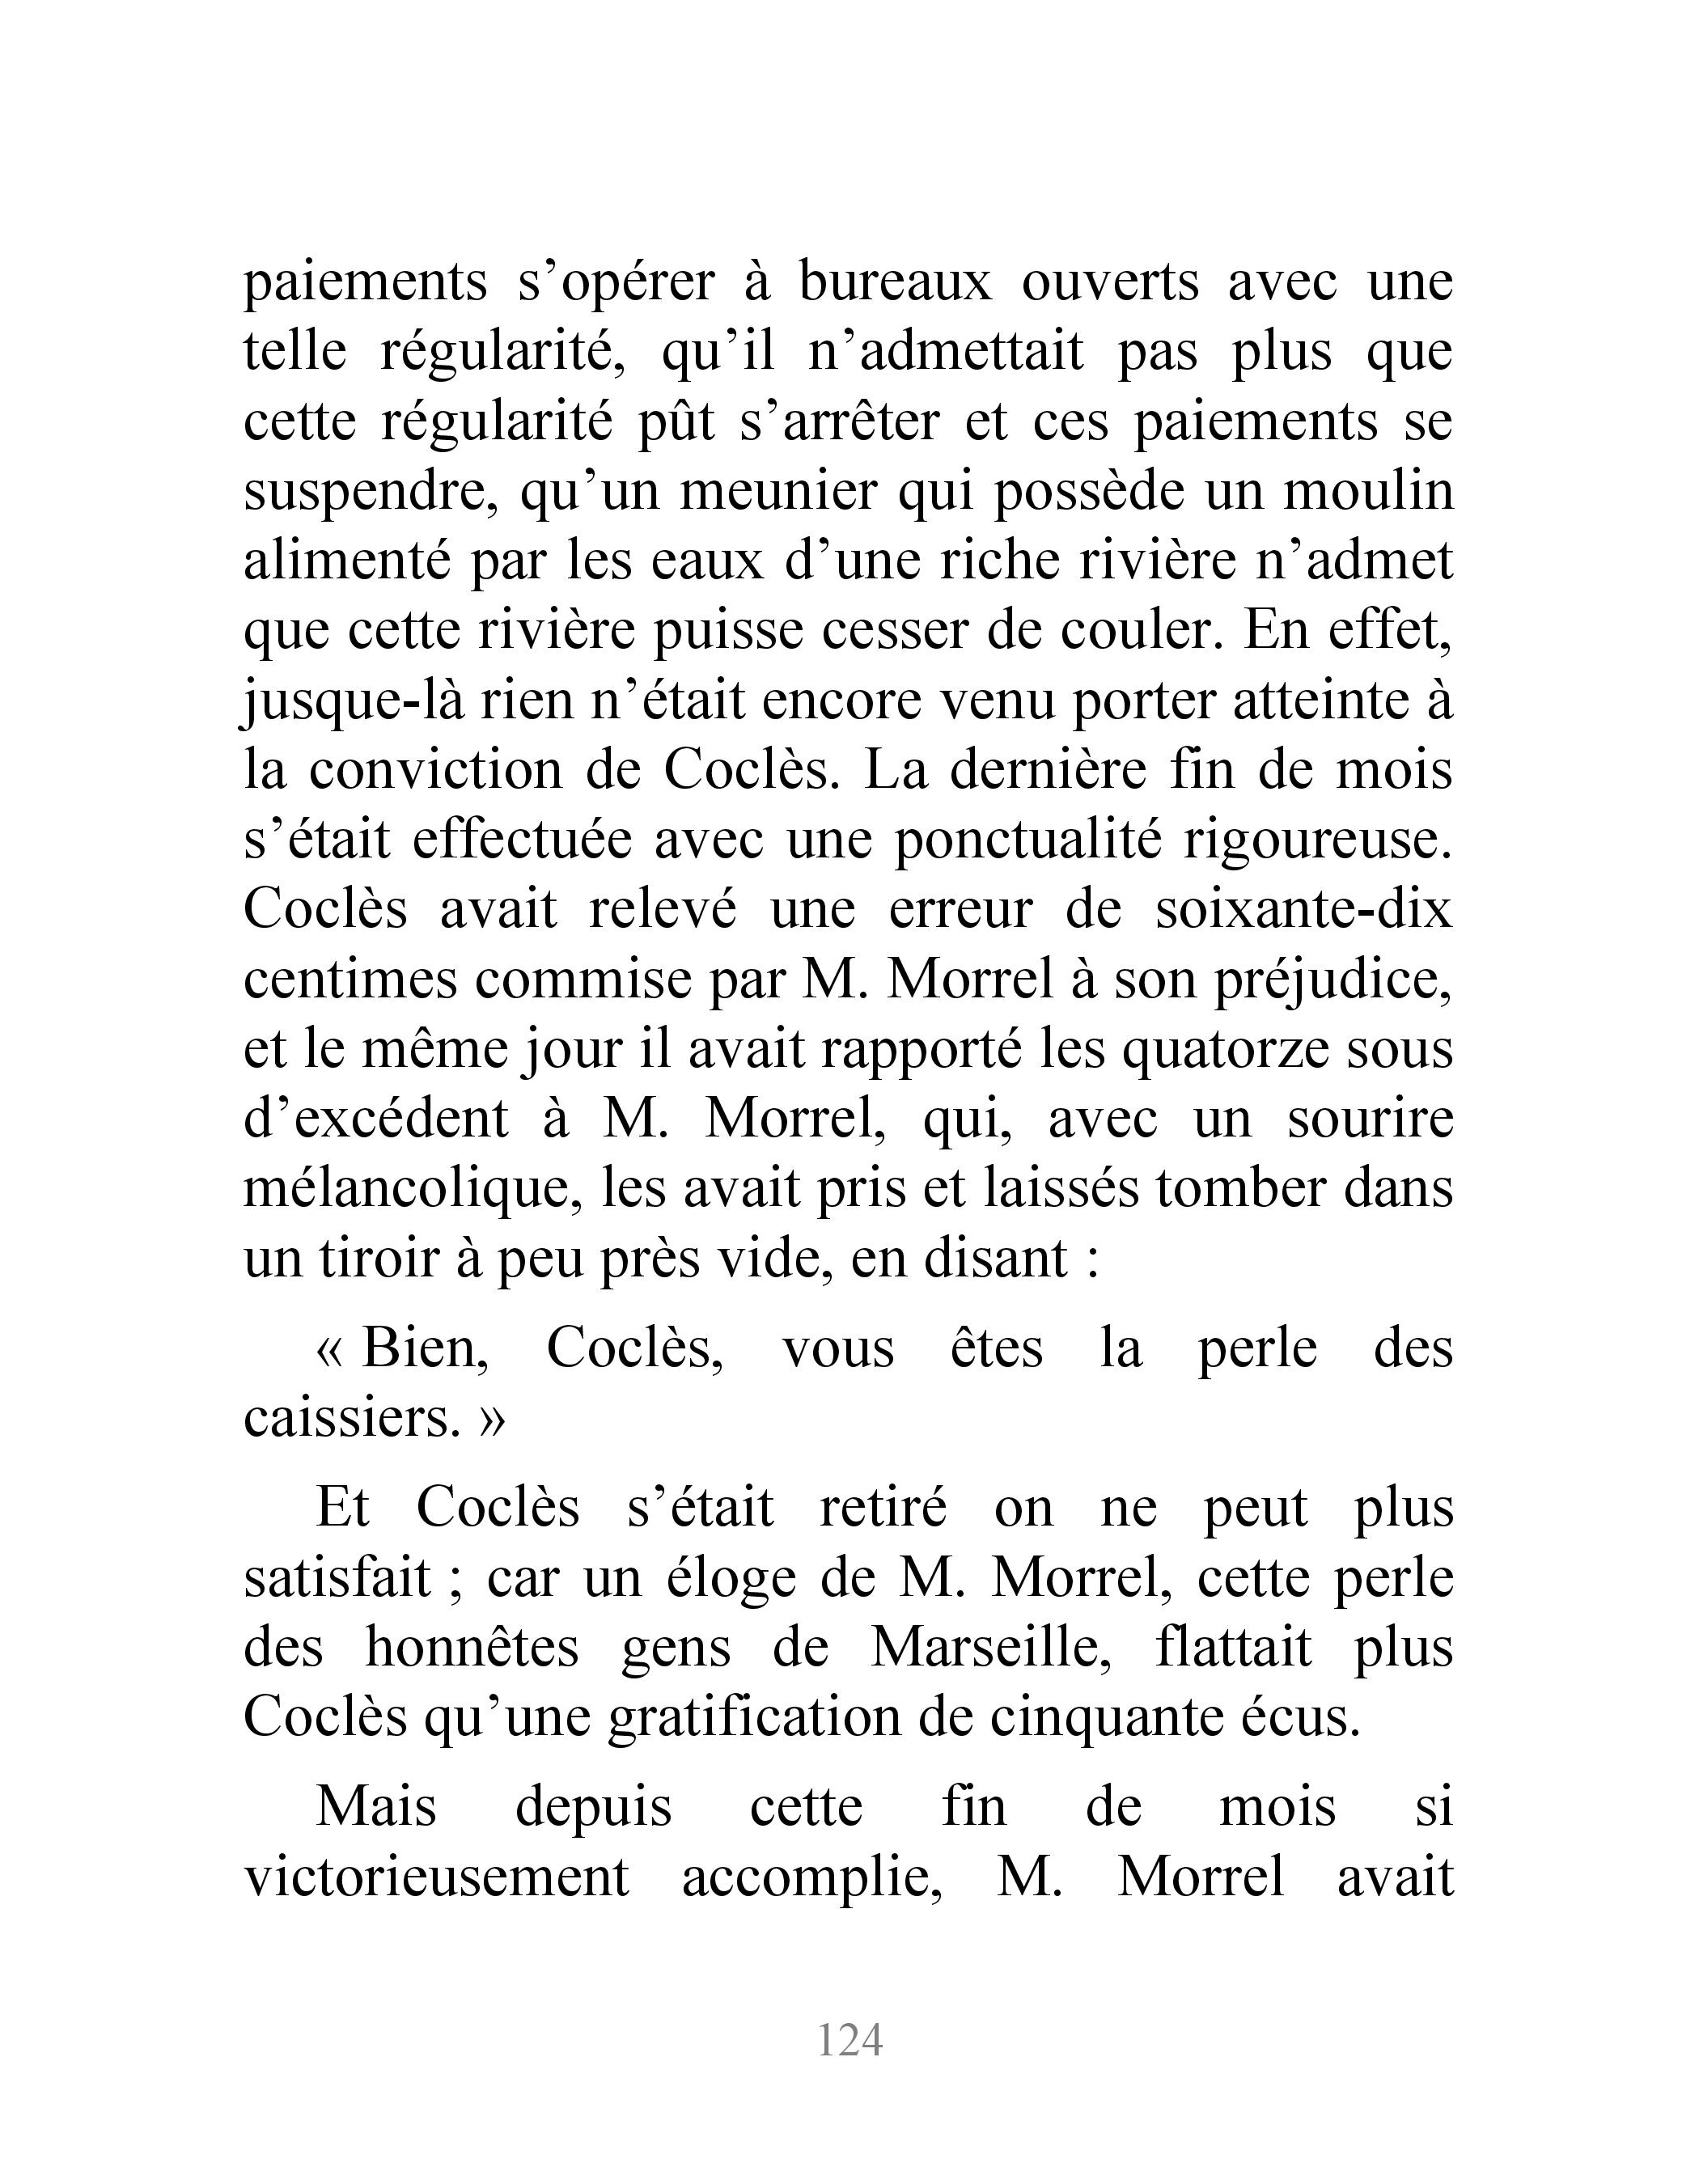 paiements s’opérer à bureaux ouverts avec une
telle régularité, qu’il n’admettait pas plus que
cette régularité pût s’arrêter et ces paiements se
suspendre, qu’un meunier qui possède un moulin
alimenté par les eaux d’une riche rivière n’admet
que cette rivière puisse cesser de couler. En effet,
jusque-là rien n’était encore venu porter atteinte à
la conviction de Coclès. La dernière fin de mois
s’était effectuée avec une ponctualité rigoureuse.
Coclès avait relevé une erreur de soixante-dix
centimes commise par M. Morrel à son préjudice,
et le même jour il avait rapporté les quatorze sous
d’excédent à M. Morrel, qui, avec un sourire
mélancolique, les avait pris et laissés tomber dans
un tiroir à peu près vide, en disant :
« Bien, Coclès, vous êtes la perle des
caissiers. »
Et Coclès s’était retiré on ne peut plus
satisfait ; car un éloge de M. Morrel, cette perle
des honnêtes gens de Marseille, flattait plus
Coclès qu’une gratification de cinquante écus.
Mais depuis cette fin de mois si
victorieusement accomplie, M. Morrel avait
124